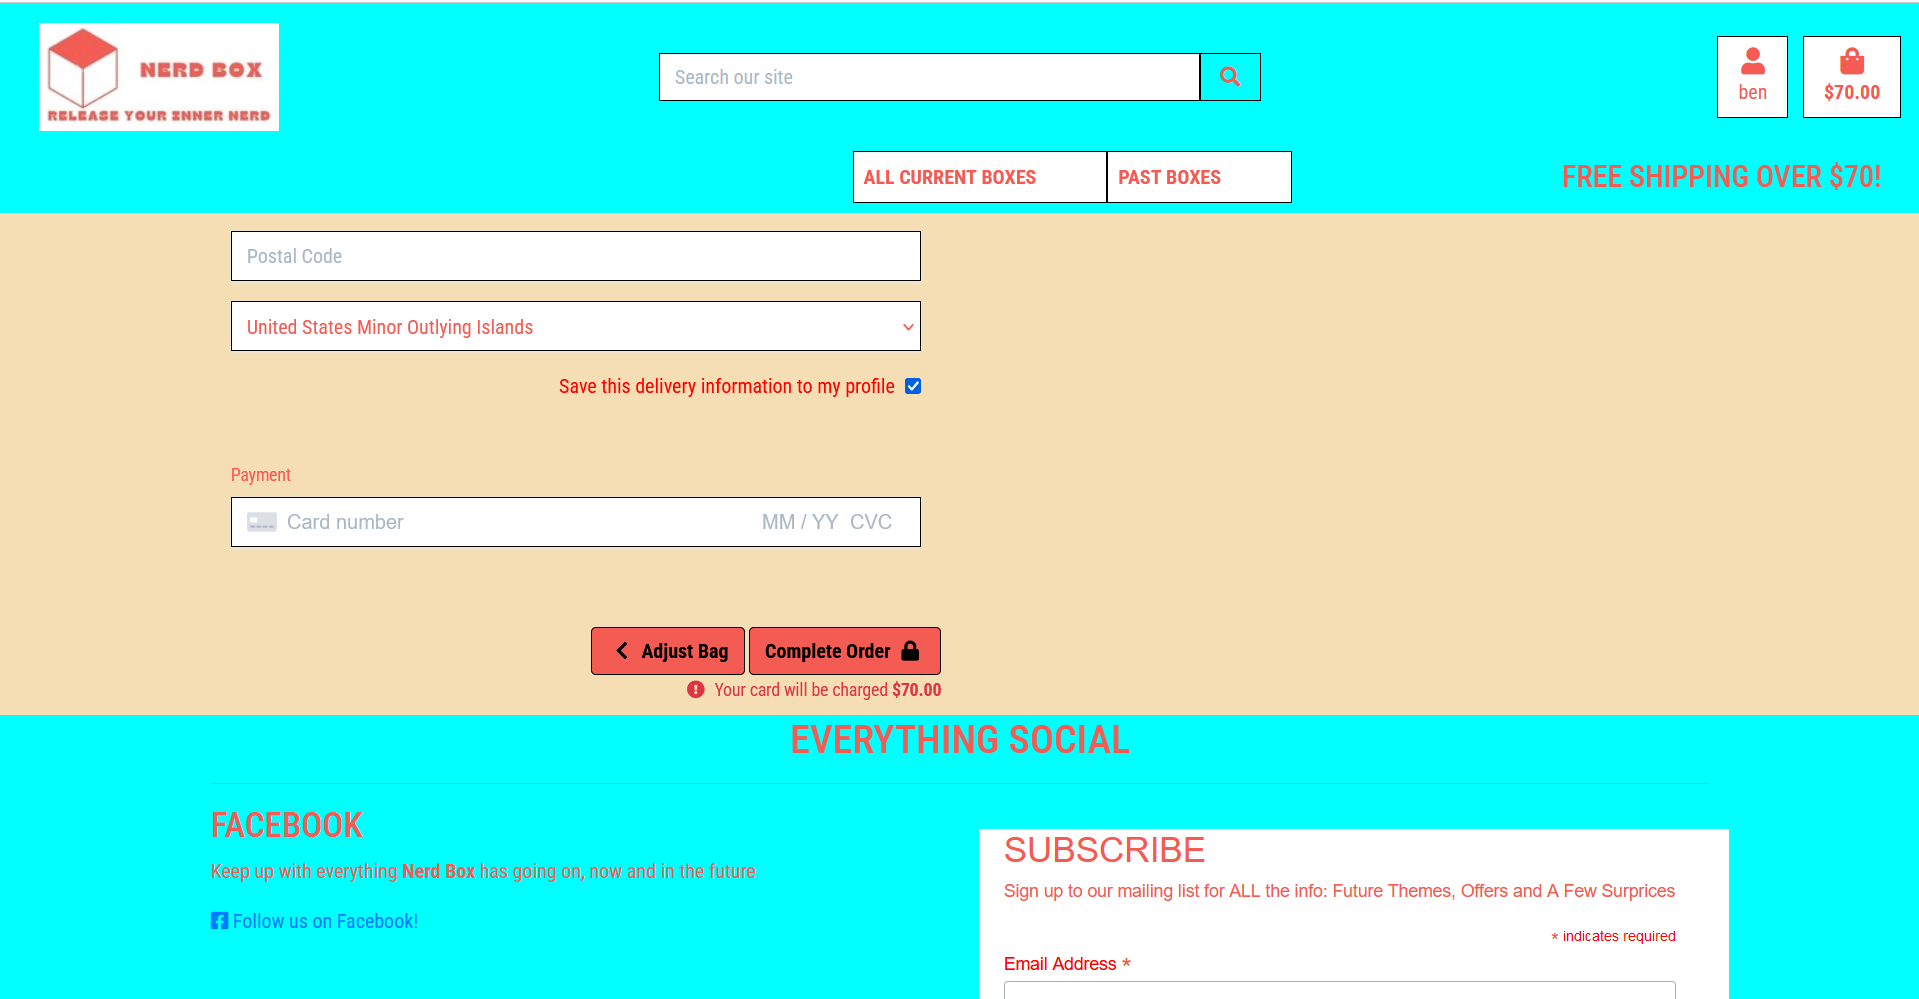 NERD BOX
RELEASE YOUR INNER NERD
Search our site
ben
$70.00
ALL CURRENT BOXES
PAST BOXES
FREE SHIPPING OVER $70!
Postal Code
United States Minor Outlying Islands
Save this delivery information to my profile
Payment
Card number MM / YY CVC
Adjust Bag
Complete Order
Your card will be charged $70.00
EVERYTHING SOCIAL
FACEBOOK
Keep up with everything Nerd Box has going on, now and in the future
Follow us on Facebook!
SUBSCRIBE
Sign up to our mailing list for ALL the info: Future Themes, Offers and A Few Surprices
* indicates required
Email Address *